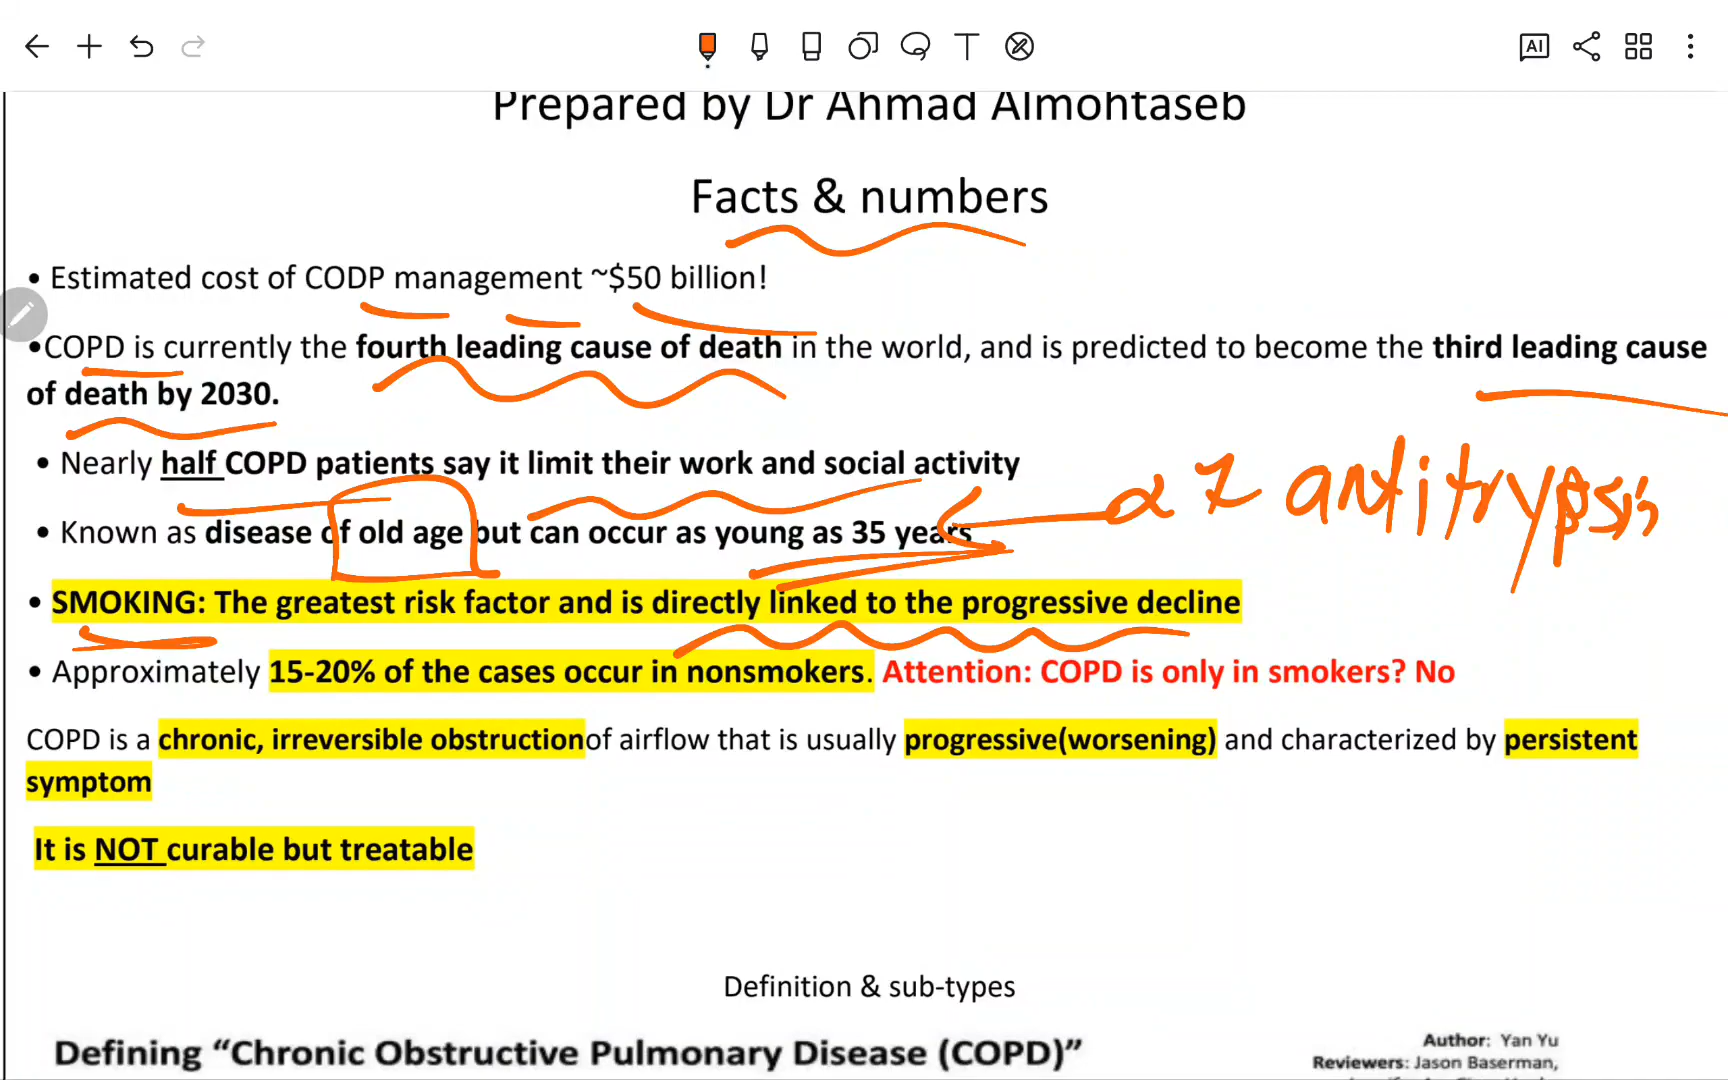 AI
T
Prepared by Dr Ahmad Almohtaseb
Facts & numbers
• Estimated cost of CODP management ~$50 billion!
•COPD is currently the fourth leading cause of death in the world, and is predicted to become the third leading cause
of death by 2030.
• Nearly half COPD patients say it limit their work and social activity
α 1 antitrypsin
• Known as disease of old age but can occur as young as 35 years
• SMOKING: The greatest risk factor and is directly linked to the progressive decline
• Approximately 15-20% of the cases occur in nonsmokers. Attention: COPD is only in smokers? No
COPD is a chronic, irreversible obstructionof airflow that is usually progressive(worsening) and characterized by persistent
symptom
It is NOT curable but treatable
Definition & sub-types
Defining “Chronic Obstructive Pulmonary Disease (COPD)”
Author: Yan Yu
Reviewers: Jason Baserman,